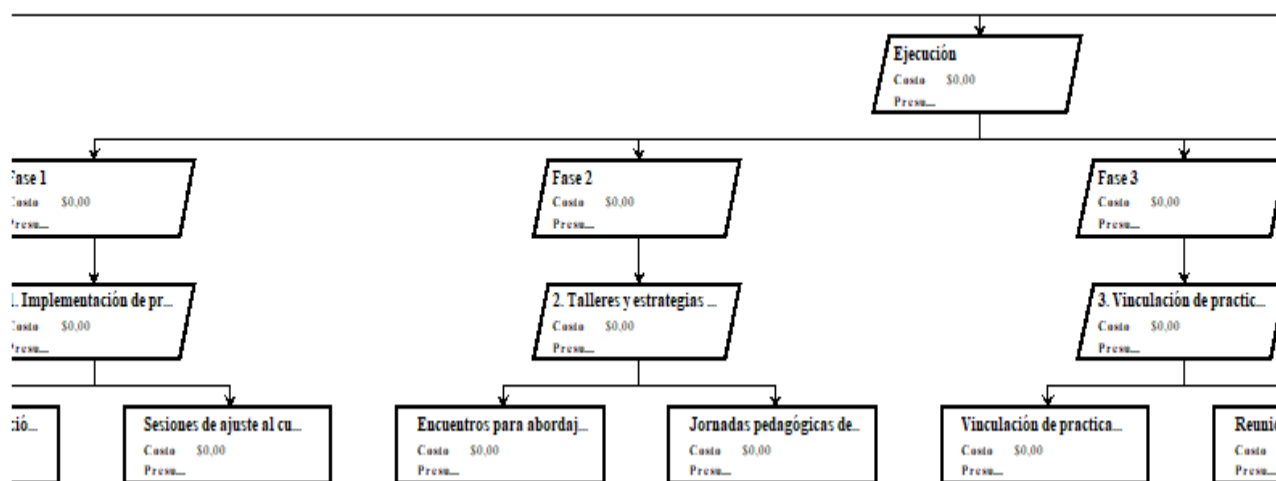 Ejecución
Costo $0,00
Presu...
Fase 1
Costo $0,00
Presu...
Fase 2
Costo $0,00
Presu...
Fase 3
Costo $0,00
Presu...
1. Implementación de pr...
Costo $0,00
Presu...
2. Talleres y estrategias ...
Costo $0,00
Presu...
3. Vinculación de practic...
Costo $0,00
Presu...
ció...
Sesiones de ajuste al cu...
Costo $0,00
Presu...
Encuentros para abordaj...
Costo $0,00
Presu...
Jornadas pedagógicas de...
Costo $0,00
Presu...
Vinculación de practica...
Costo $0,00
Presu...
Reuni
Costo
Presu...